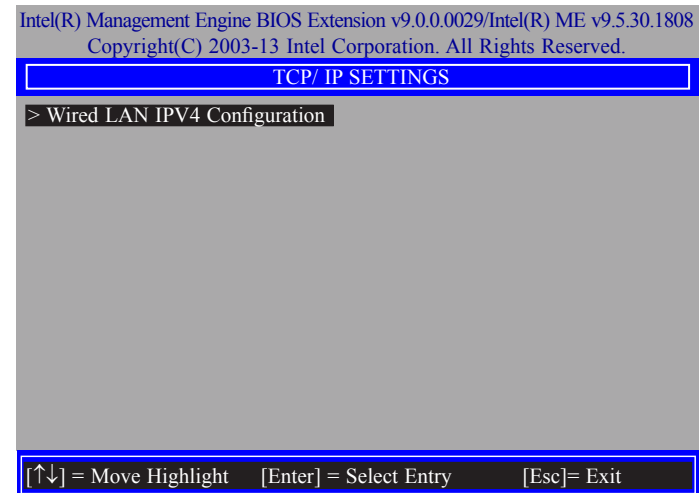 Intel(R) Management Engine BIOS Extension v9.0.0.0029/Intel(R) ME v9.5.30.1808
Copyright(C) 2003-13 Intel Corporation. All Rights Reserved.
TCP/ IP SETTINGS
> Wired LAN IPV4 Configuration
[↑↓] = Move Highlight [Enter] = Select Entry [Esc]= Exit